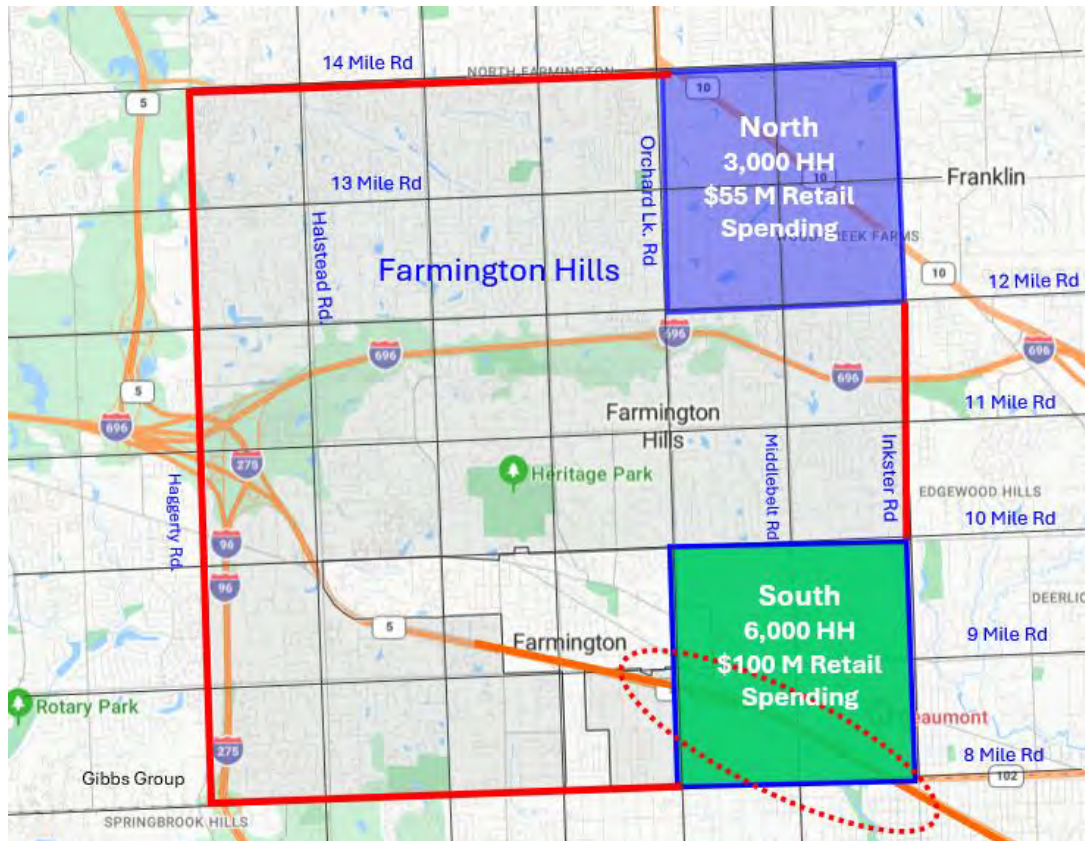 14 Mile Rd
NORTH FARMINGTON
5
10
North
3,000 HH
$55 M Retail
Spending
10
Orchard Lk. Rd
13 Mile Rd
Franklin
Halstead Rd.
Farmington Hills
10
12 Mile Rd
696
696
696
696
5
11 Mile Rd
696
Farmington
Hills
275
Middlebelt Rd
Inkster Rd
Haggerty Rd.
Heritage Park
EDGEWOOD HILLS
10 Mile Rd
96
96
South
6,000 HH
$100 M Retail
Spending
DEERLIC
5
Farmington
9 Mile Rd
Rotary Park
eaumont
275
8 Mile Rd
102
Gibbs Group
SPRINGBROOK HILLS